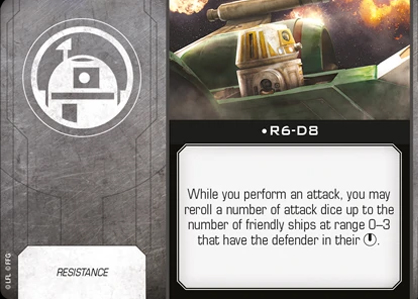 •R6-D8
While you perform an attack, you may
reroll a number of attack dice up to the
number of friendly ships at range 0–3
that have the defender in their .
RESISTANCE
© LFL © FFG